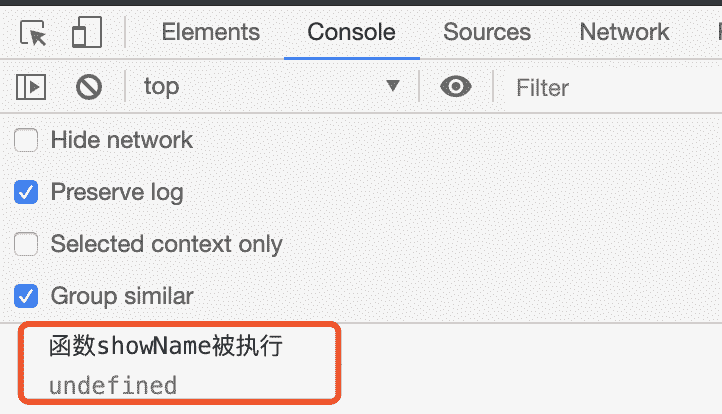 Elements Console Sources Network
top Filter
Hide network
Preserve log
Selected context only
Group similar
函数showName被执行
undefined